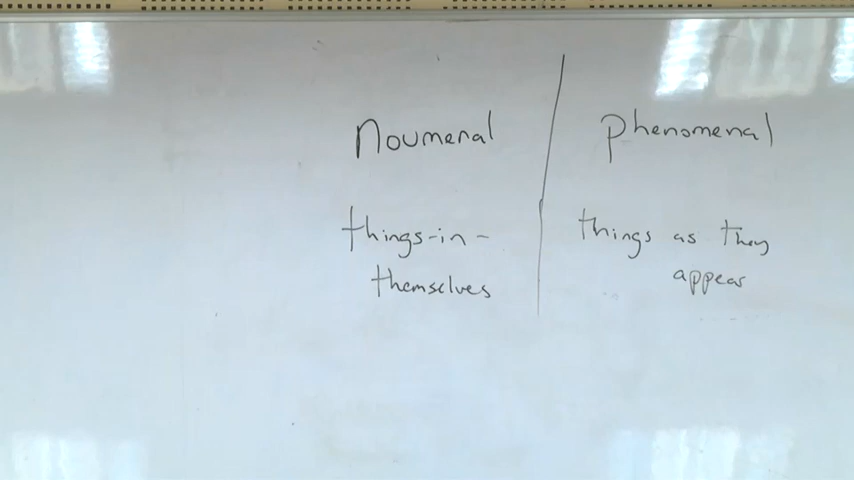 noumenal
phenomenal
things-in-
themselves
things as they
appear